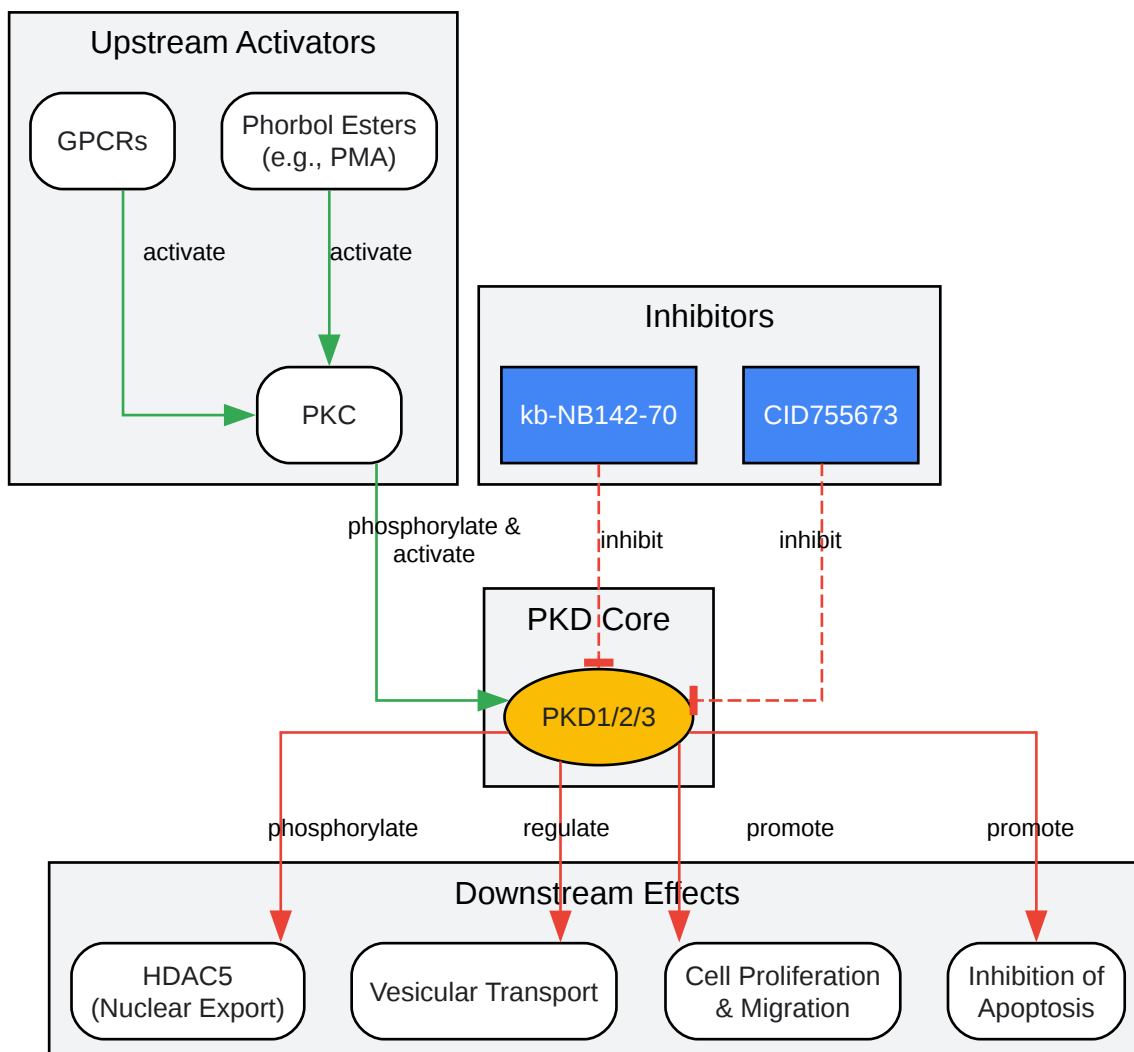 Upstream Activators
GPCRs
Phorbol Esters
(e.g., PMA)
activate
activate
PKC
Inhibitors
kb-NB142-70
CID755673
phosphorylate &
activate
inhibit
inhibit
PKD Core
PKD1/2/3
phosphorylate
regulate
promote
promote
Downstream Effects
HDAC5
(Nuclear Export)
Vesicular Transport
Cell Proliferation
& Migration
Inhibition of
Apoptosis